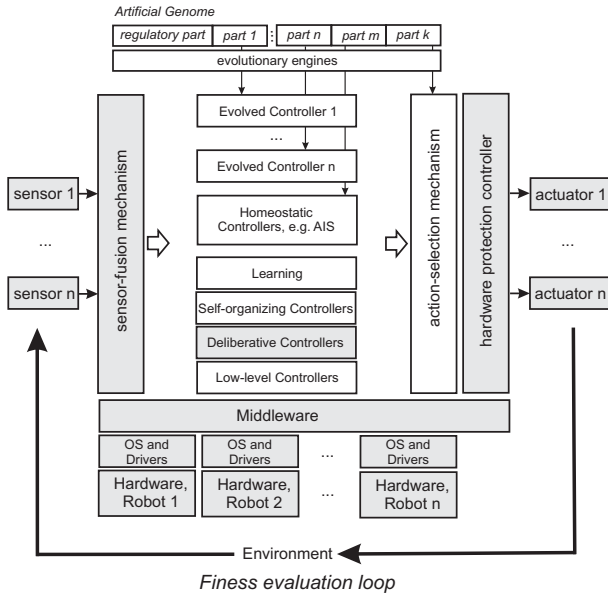 Artificial Genome
regulatory part part 1 ⋮ part n part m part k
evolutionary engines
sensor 1
...
sensor n
sensor-fusion mechanism
Evolved Controller 1
...
Evolved Controller n
Homeostatic
Controllers, e.g. AIS
Learning
Self-organizing Controllers
Deliberative Controllers
Low-level Controllers
action-selection mechanism
hardware protection controller
actuator 1
...
actuator n
Middleware
OS and
Drivers
OS and
Drivers
...
OS and
Drivers
Hardware,
Robot 1
Hardware,
Robot 2
...
Hardware,
Robot n
Environment
Finess evaluation loop